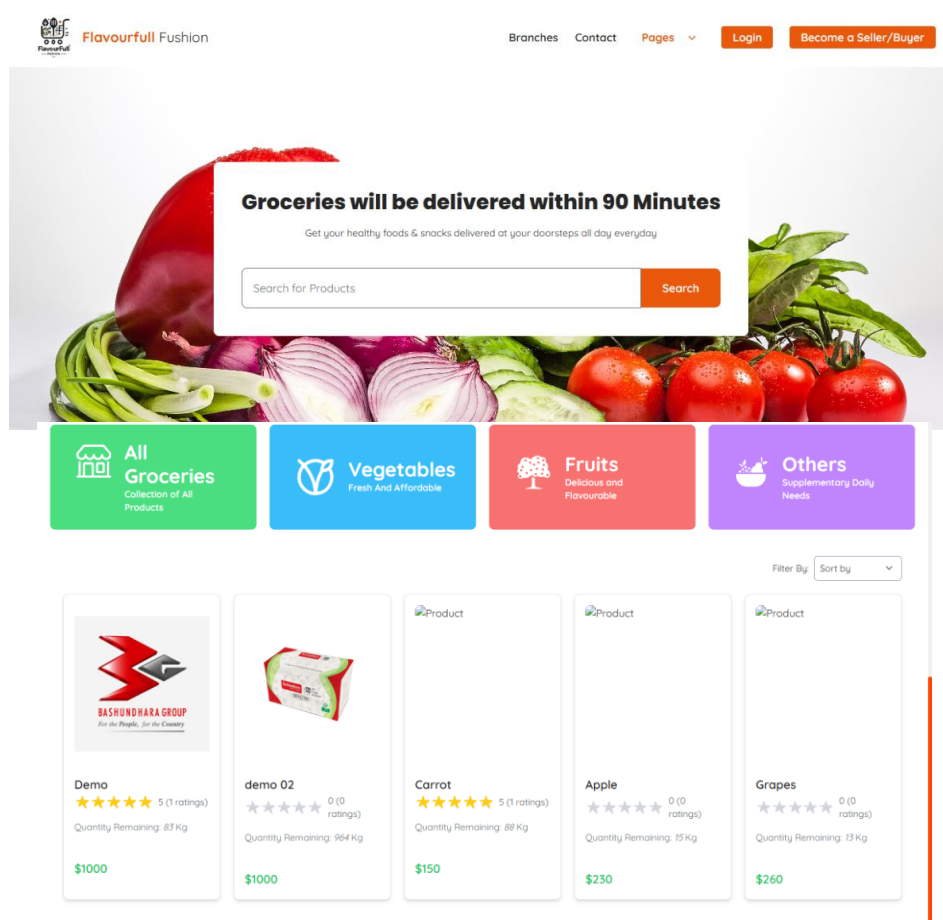 FlavourFull
FUSHION
Flavourfull Fushion
Branches
Contact
Pages
Login
Become a Seller/Buyer
Groceries will be delivered within 90 Minutes
Get your healthy foods & snacks delivered at your doorsteps all day everyday
Search for Products
Search
All
Groceries
Collection of All
Products
Vegetables
Fresh And Affordable
Fruits
Delicious and
Flavourable
Others
Supplementary Daily
Needs
Filter By:
Sort by
BASHUNDHARA GROUP
For the People, for the Country
Demo
5 (1 ratings)
Quantity Remaining: 83 Kg
$1000
demo 02
0 (0
ratings)
Quantity Remaining: 964 Kg
$1000
Product
Carrot
5 (1 ratings)
Quantity Remaining: 88 Kg
$150
Product
Apple
0 (0
ratings)
Quantity Remaining: 15 Kg
$230
Product
Grapes
0 (0
ratings)
Quantity Remaining: 13 Kg
$260